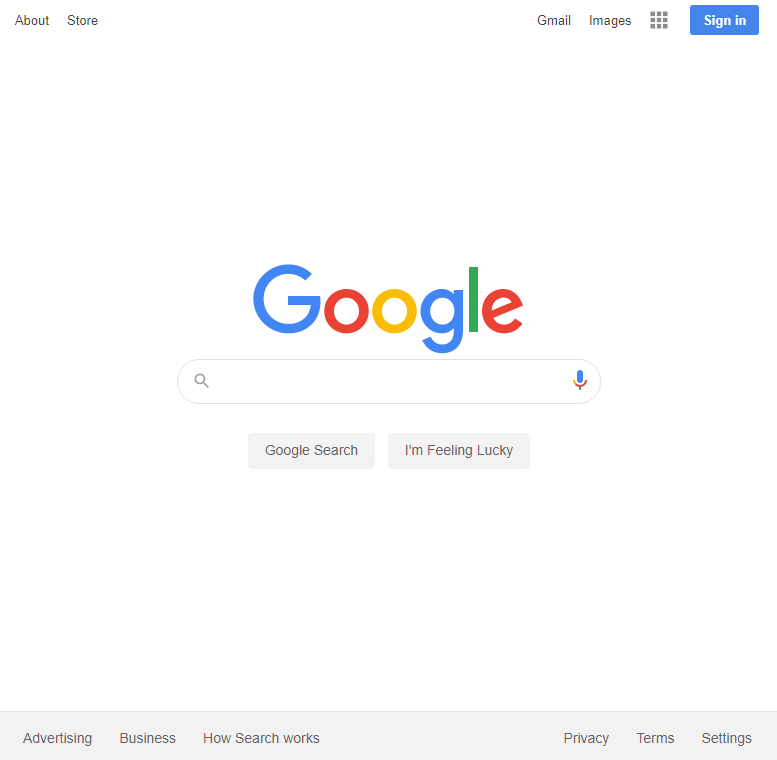 About Store Gmail Images Sign in
Google
Google Search I'm Feeling Lucky
Advertising Business How Search works Privacy Terms Settings